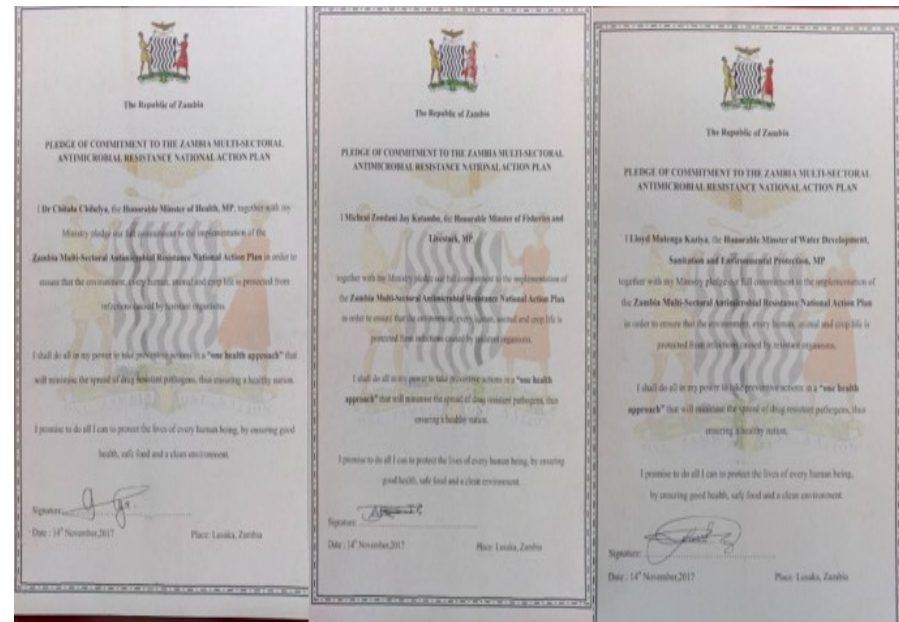 The Republic of Zambia
PLEDGE OF COMMITMENT TO THE ZAMBIA MULTI-SECTORAL
ANTIMICROBIAL RESISTANCE NATIONAL ACTION PLAN
I Dr Chitalu Chilufya, the Honorable Minster of Health, MP, together with my
Ministry pledge our full commitment to the implementation of the
Zambia Multi-Sectoral Antimicrobial Resistance National Action Plan in order to
ensure that the environment, every human, animal and crop life is protected from
infections caused by resistant organisms.
I shall do all in my power to take preventive actions in a "one health approach" that
will minimise the spread of drug resistant pathogens, thus ensuring a healthy nation.
I promise to do all I can to protect the lives of every human being, by ensuring good
health, safe food and a clean environment.
Signature:
Date : 14th November,2017 Place: Lusaka, Zambia
The Republic of Zambia
PLEDGE OF COMMITMENT TO THE ZAMBIA MULTI-SECTORAL
ANTIMICROBIAL RESISTANCE NATIONAL ACTION PLAN
I Micheal Zondani Jay Katambo, the Honorable Minster of Fisheries and
Livestock, MP
together with my Ministry pledge our full commitment to the implementation of
the Zambia Multi-Sectoral Antimicrobial Resistance National Action Plan
in order to ensure that the environment, every human, animal and crop life is
protected from infections caused by resistant organisms.
I shall do all in my power to take preventive actions in a "one health
approach" that will minimise the spread of drug resistant pathogens, thus
ensuring a healthy nation.
I promise to do all I can to protect the lives of every human being, by ensuring
good health, safe food and a clean environment.
Signature:
Date : 14th November,2017 Place: Lusaka, Zambia
The Republic of Zambia
PLEDGE OF COMMITMENT TO THE ZAMBIA MULTI-SECTORAL
ANTIMICROBIAL RESISTANCE NATIONAL ACTION PLAN
I Lloyd Mulenga Kaziya, the Honorable Minster of Water Development,
Sanitation and Environmental Protection, MP
together with my Ministry pledge our full commitment to the implementation of
the Zambia Multi-Sectoral Antimicrobial Resistance National Action Plan
in order to ensure that the environment, every human, animal and crop life is
protected from infections caused by resistant organisms.
I shall do all in my power to take preventive actions in a "one health
approach" that will minimise the spread of drug resistant pathogens, thus
ensuring a healthy nation.
I promise to do all I can to protect the lives of every human being,
by ensuring good health, safe food and a clean environment.
Signature:
Date : 14th November,2017 Place: Lusaka, Zambia